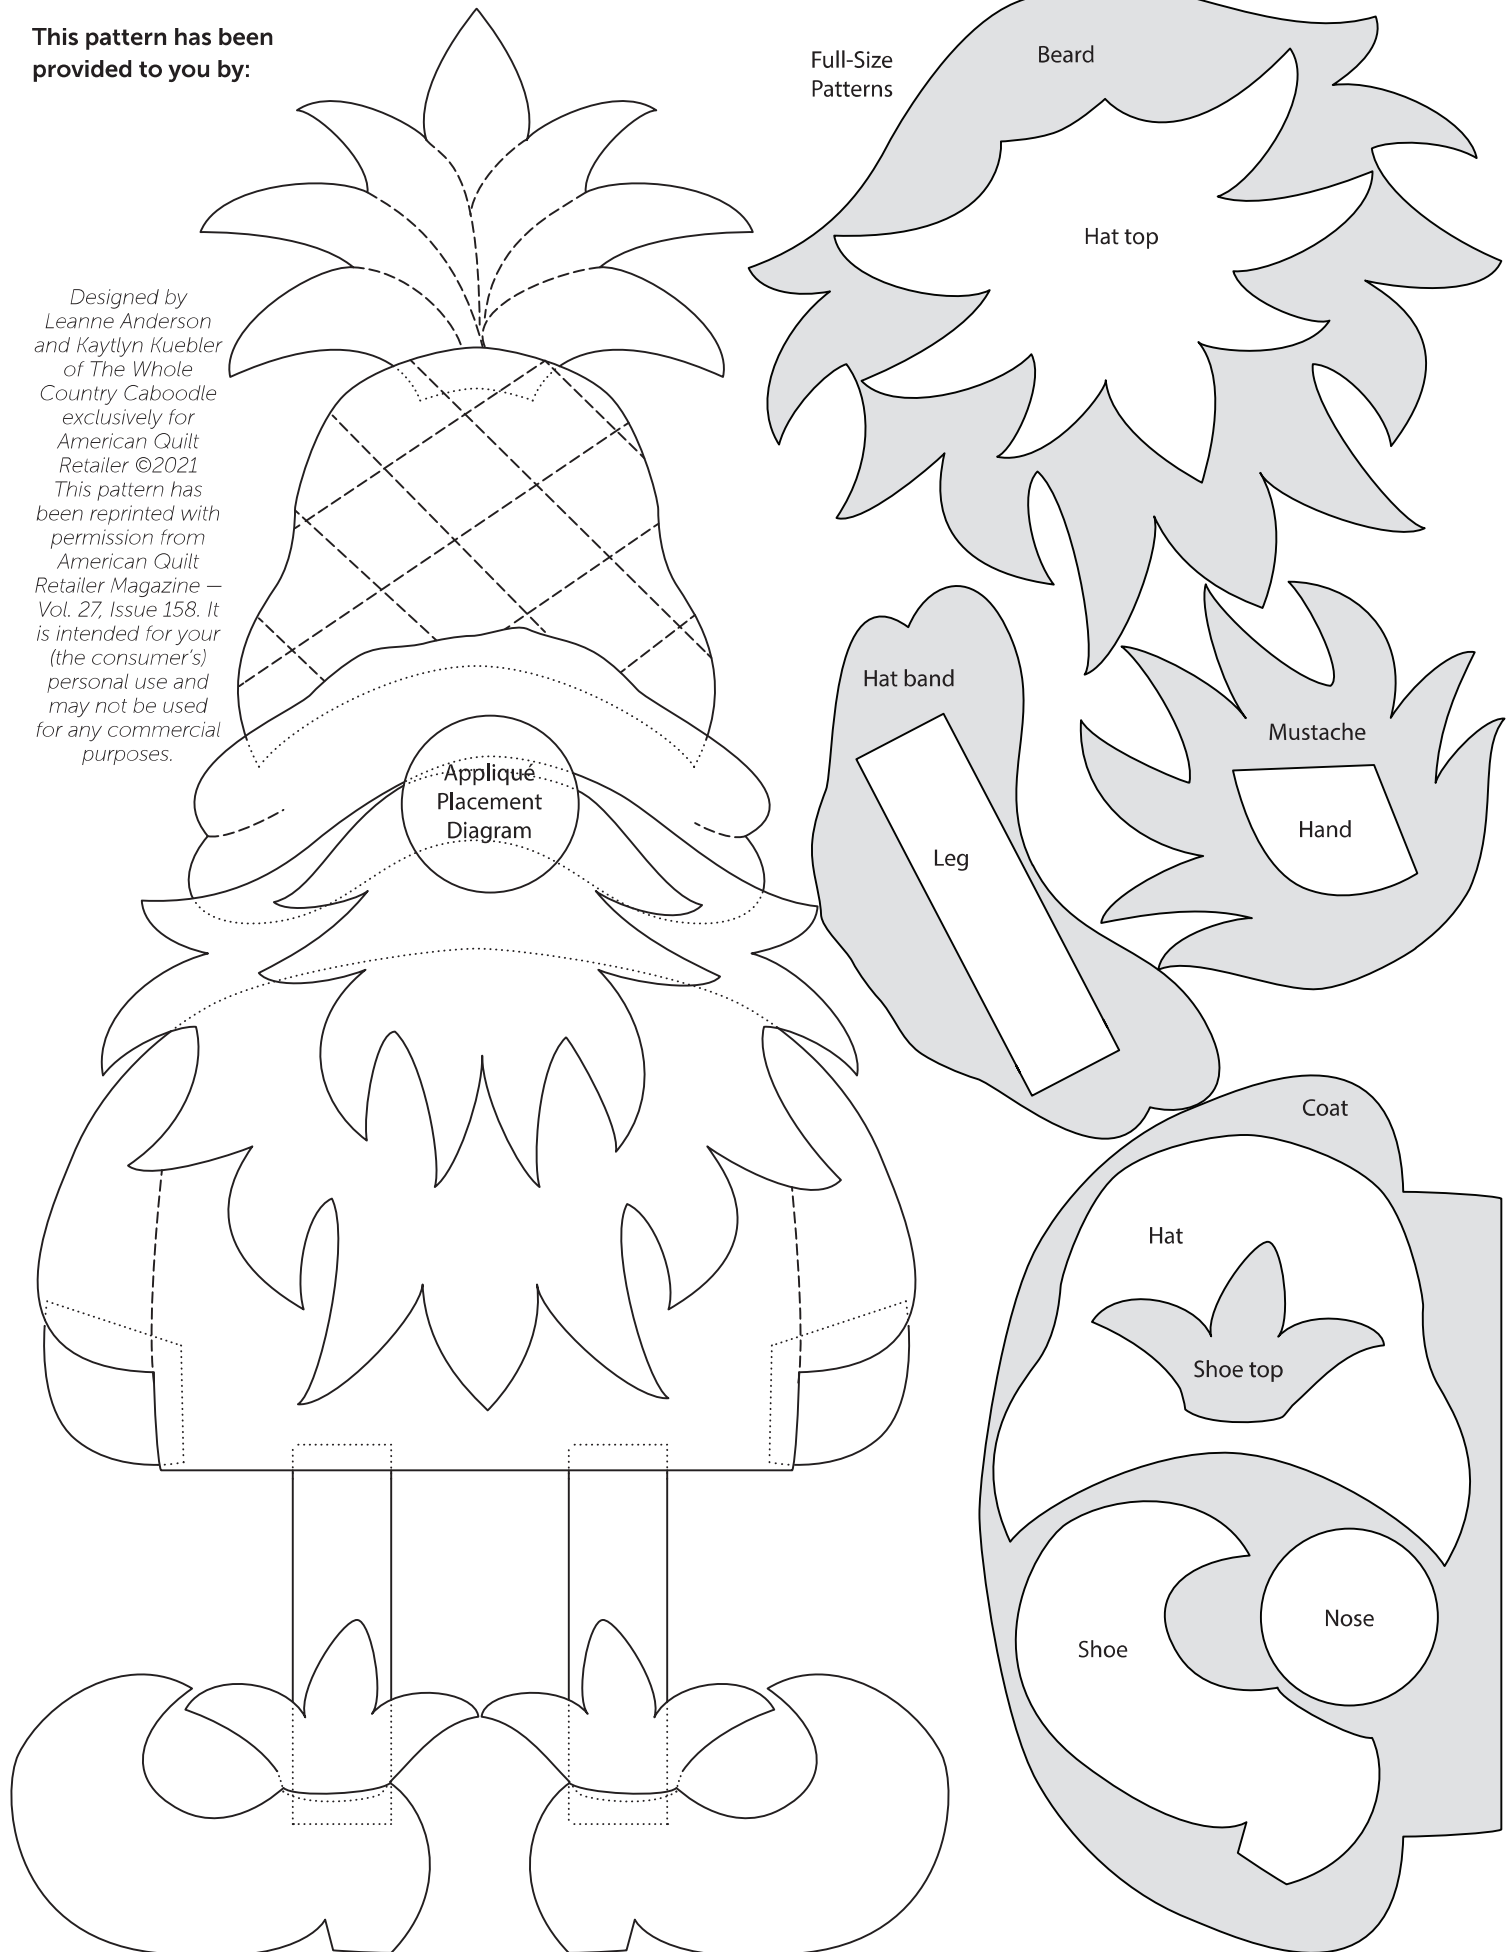 This pattern has been
provided to you by:
Designed by
Leanne Anderson
and Kaytlyn Kuebler
of The Whole
Country Caboodle
exclusively for
American Quilt
Retailer ©2021
This pattern has
been reprinted with
permission from
American Quilt
Retailer Magazine —
Vol. 27, Issue 158. It
is intended for your
(the consumer's)
personal use and
may not be used
for any commercial
purposes.
Appliqué
Placement
Diagram
Full-Size
Patterns
Beard
Hat top
Hat band
Leg
Mustache
Hand
Coat
Hat
Shoe top
Shoe
Nose